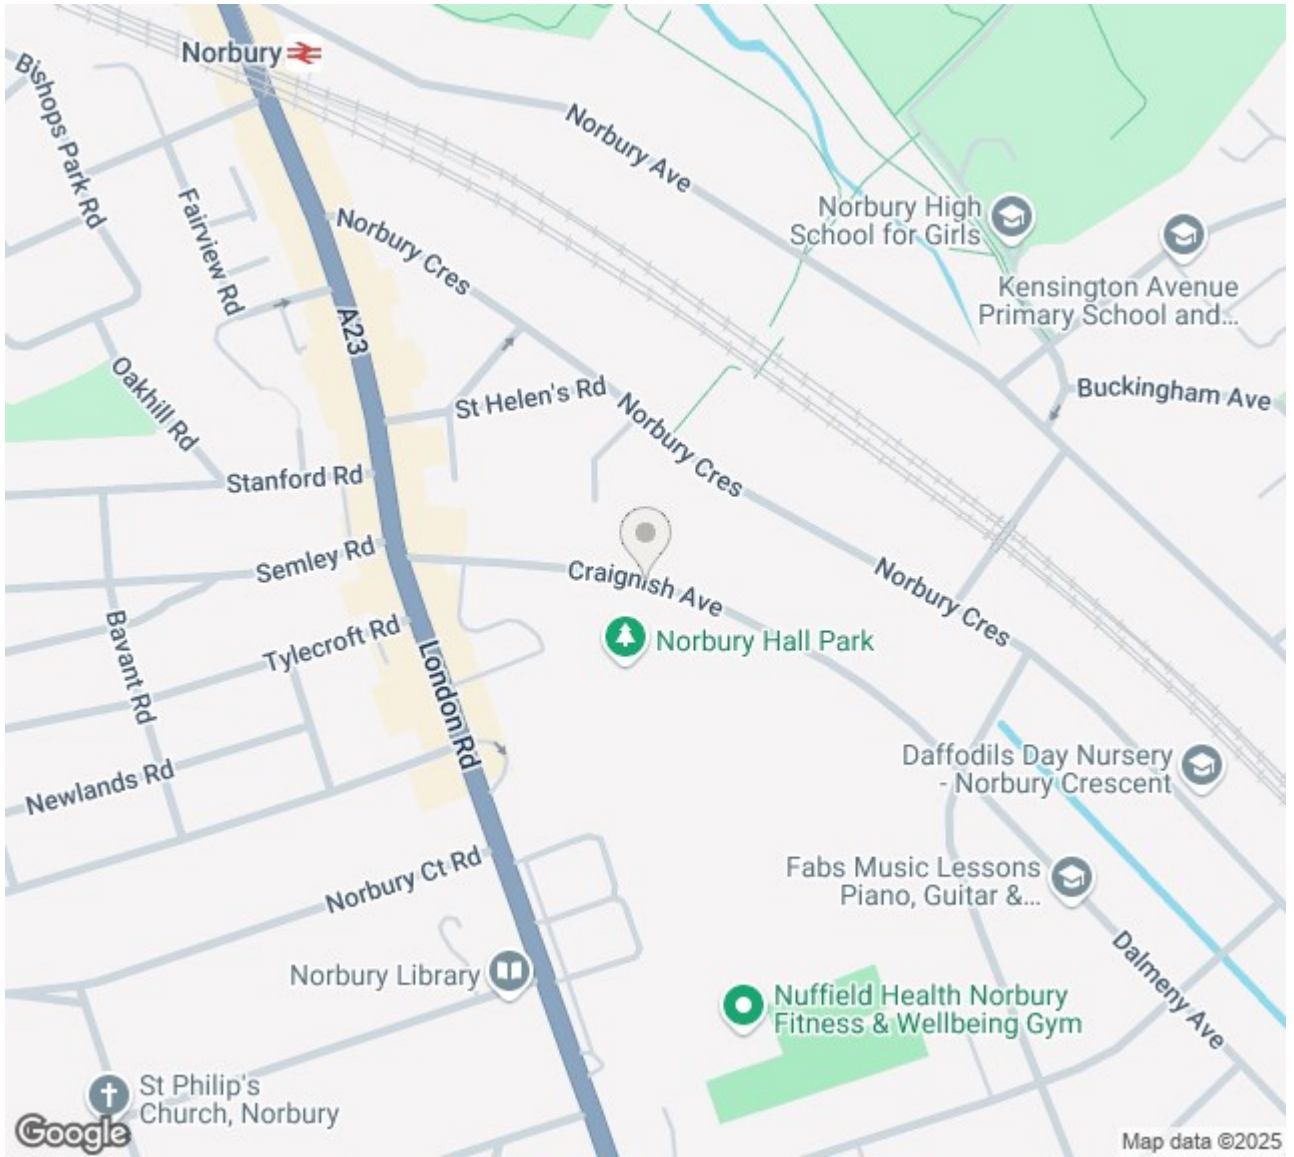 Norbury
Bishops Park Rd
Norbury Ave
Fairview Rd
Norbury High
School for Girls
Norbury Cres
Kensington Avenue
Primary School and...
A23
Oakhill Rd
St Helen's Rd
Buckingham Ave
Norbury Cres
Stanford Rd
Semley Rd
Craignish Ave
Norbury Cres
Bavant Rd
Tylecroft Rd
Norbury Hall Park
London Rd
Newlands Rd
Daffodils Day Nursery
- Norbury Crescent
Norbury Ct Rd
Fabs Music Lessons
Piano, Guitar &...
Norbury Library
Dalmeny Ave
Nuffield Health Norbury
Fitness & Wellbeing Gym
St Philip's
Church, Norbury
Google
Map data ©2025